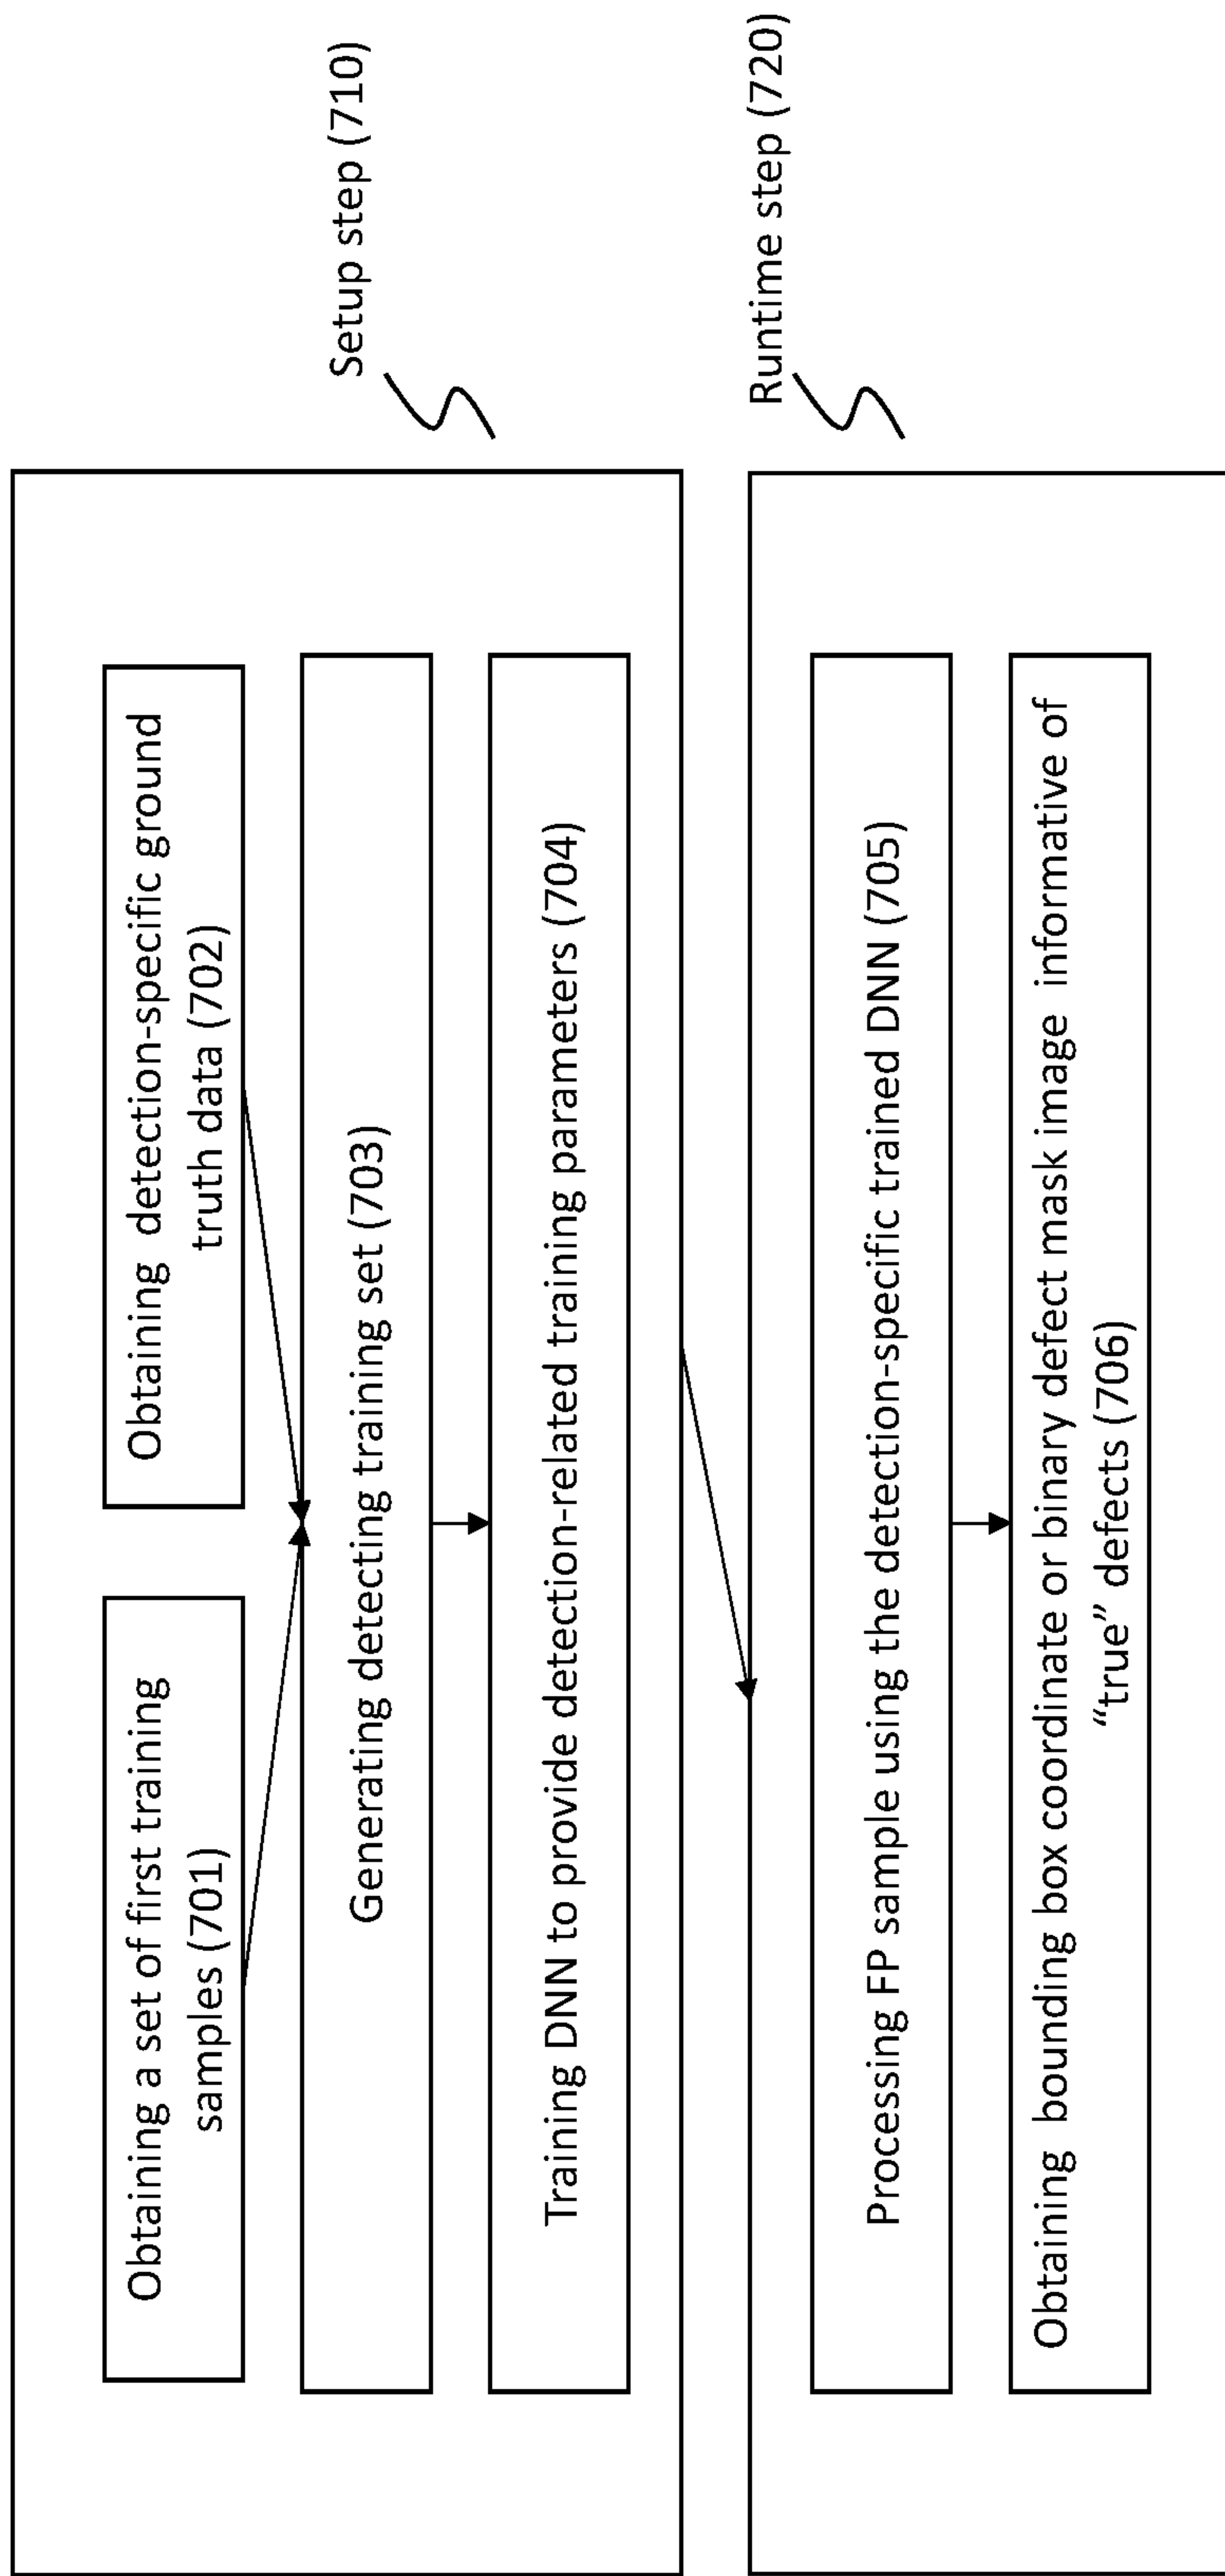 Setup step (710)
Obtaining a set of first training
samples (701)
Obtaining detection-specific ground
truth data (702)
Generating detecting training set (703)
Training DNN to provide detection-related training parameters (704)
Runtime step (720)
Processing FP sample using the detection-specific trained DNN (705)
Obtaining bounding box coordinate or binary defect mask image informative of
“true” defects (706)